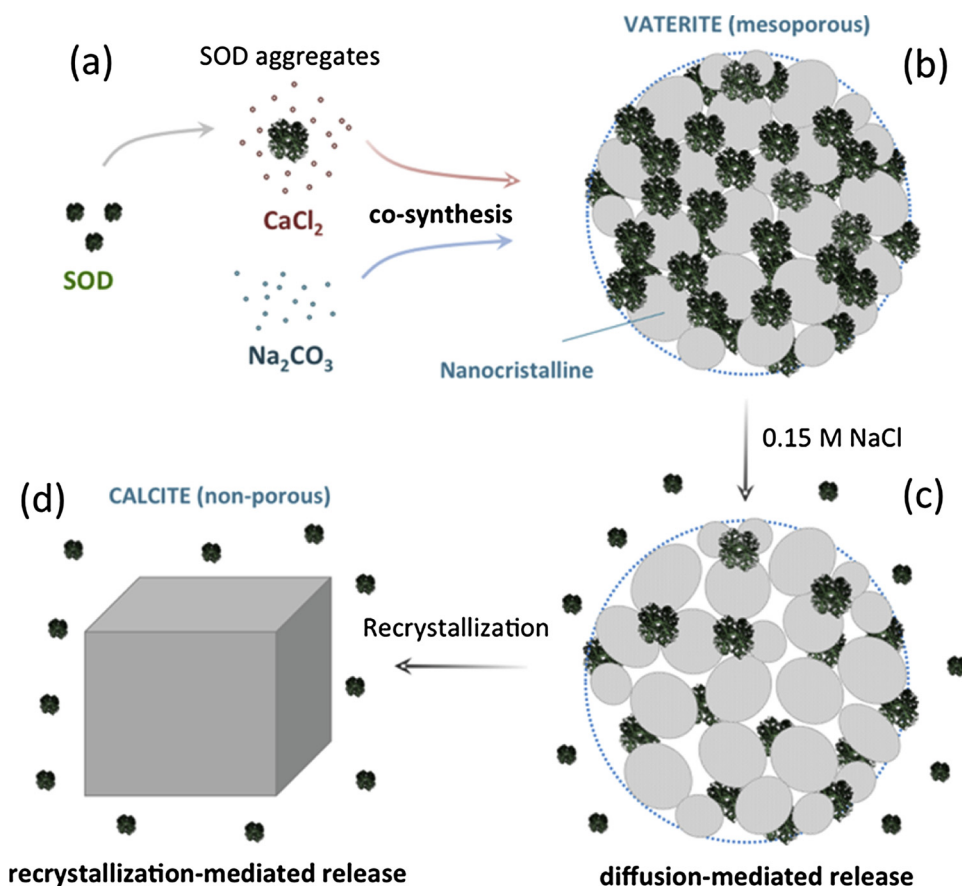 (a)
SOD aggregates
SOD
CaCl₂
Na₂CO₃
co-synthesis
VATERITE (mesoporous)
(b)
Nanocristalline
0.15 M NaCl
(c)
diffusion-mediated release
Recrystallization
(d)
CALCITE (non-porous)
recrystallization-mediated release